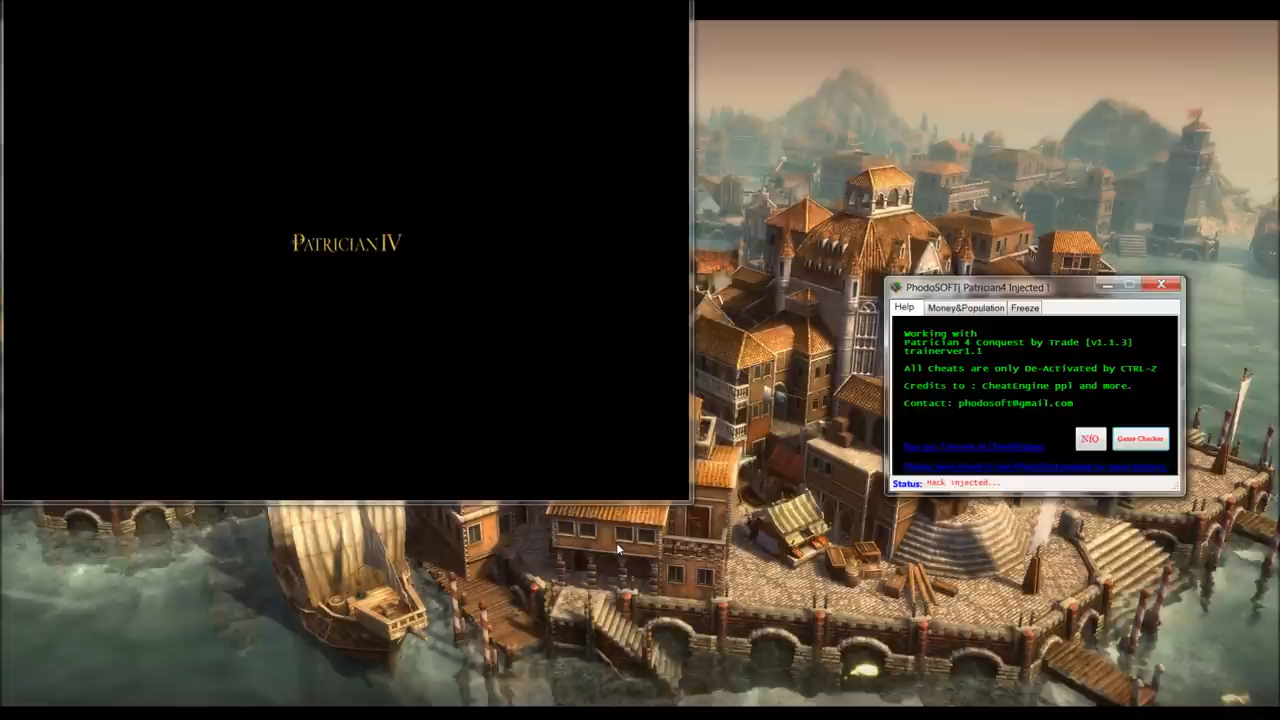 PATRICIAN IV
PhodoSOFT| Patrician4 Injected !
Help
Money&Population
Freeze
Working with
Patrician 4 Conquest by Trade [v1.1.3]
trainerver1.1
All Cheats are only De-Activated by CTRL-Z
Credits to : CheatEngine ppl and more.
Contact: phodosoft@gmail.com
NfO
Game Checker
Status: Hack Injected...